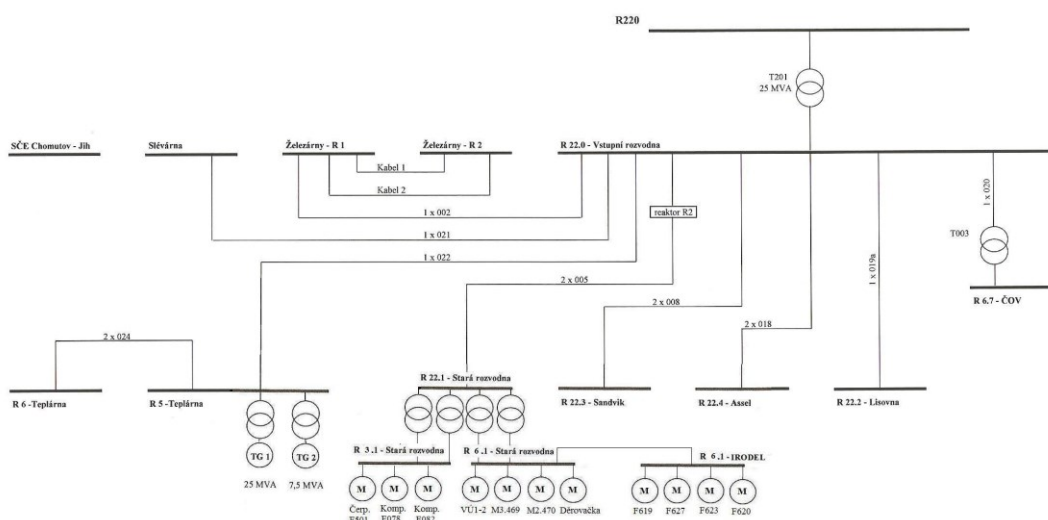 R220
T201
25 MVA
SČE Chomutov - Jih
Slévárna
Železárny - R 1
Železárny - R 2
R 22.0 - Vstupní rozvodna
Kabel 1
Kabel 2
1 x 002
reaktor R2
1 x 020
1 x 021
T003
1 x 022
1 x 019a
2 x 005
R 6.7 - ČOV
2 x 008
2 x 018
2 x 024
R 22.1 - Stará rozvodna
R 6 -Teplárna
R 5 -Teplárna
R 22.3 - Sandvik
R 22.4 - Assel
R 22.2 - Lisovna
TG 1
TG 2
R 3 .1 - Stará rozvodna
R 6 .1 - Stará rozvodna
R 6 .1 - IRODEL
25 MVA
7,5 MVA
M M M M M M M M M M M
Čerp. Komp. Komp. VÚ1-2 M3.469 M2.470 Děrovačka F619 F627 F623 F620
F801 F078 F082